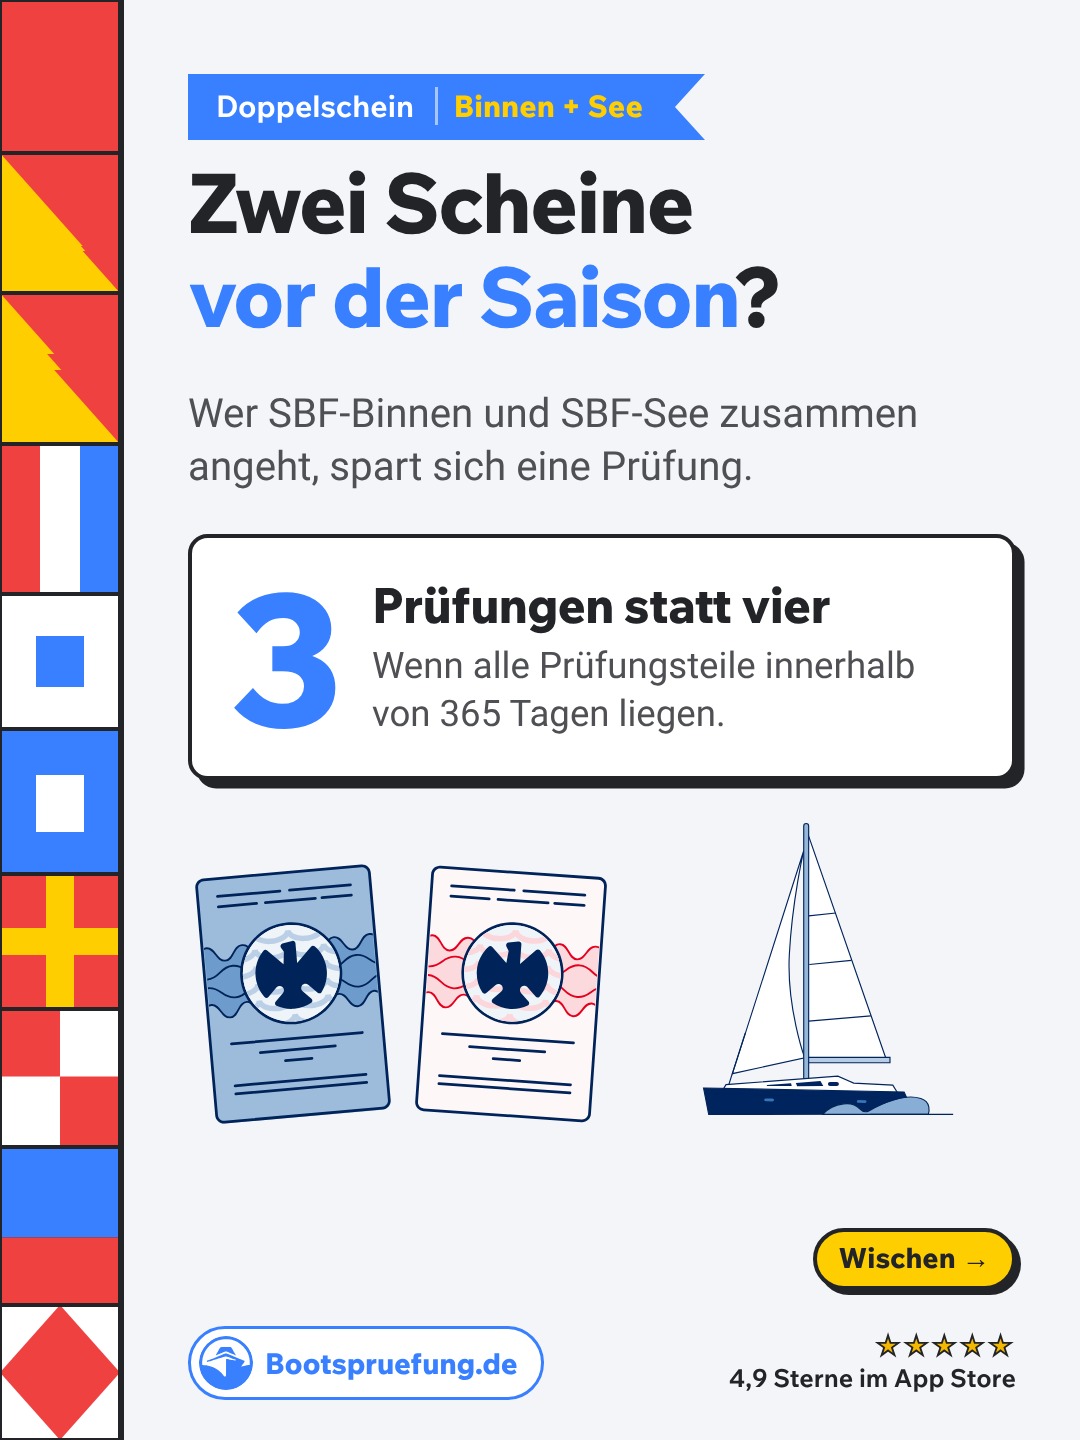 Doppelschein | Binnen + See
Zwei Scheine
vor der Saison?
Wer SBF-Binnen und SBF-See zusammen
angeht, spart sich eine Prüfung.
3
Prüfungen statt vier
Wenn alle Prüfungsteile innerhalb
von 365 Tagen liegen.
Wischen →
Bootspruefung.de
4,9 Sterne im App Store